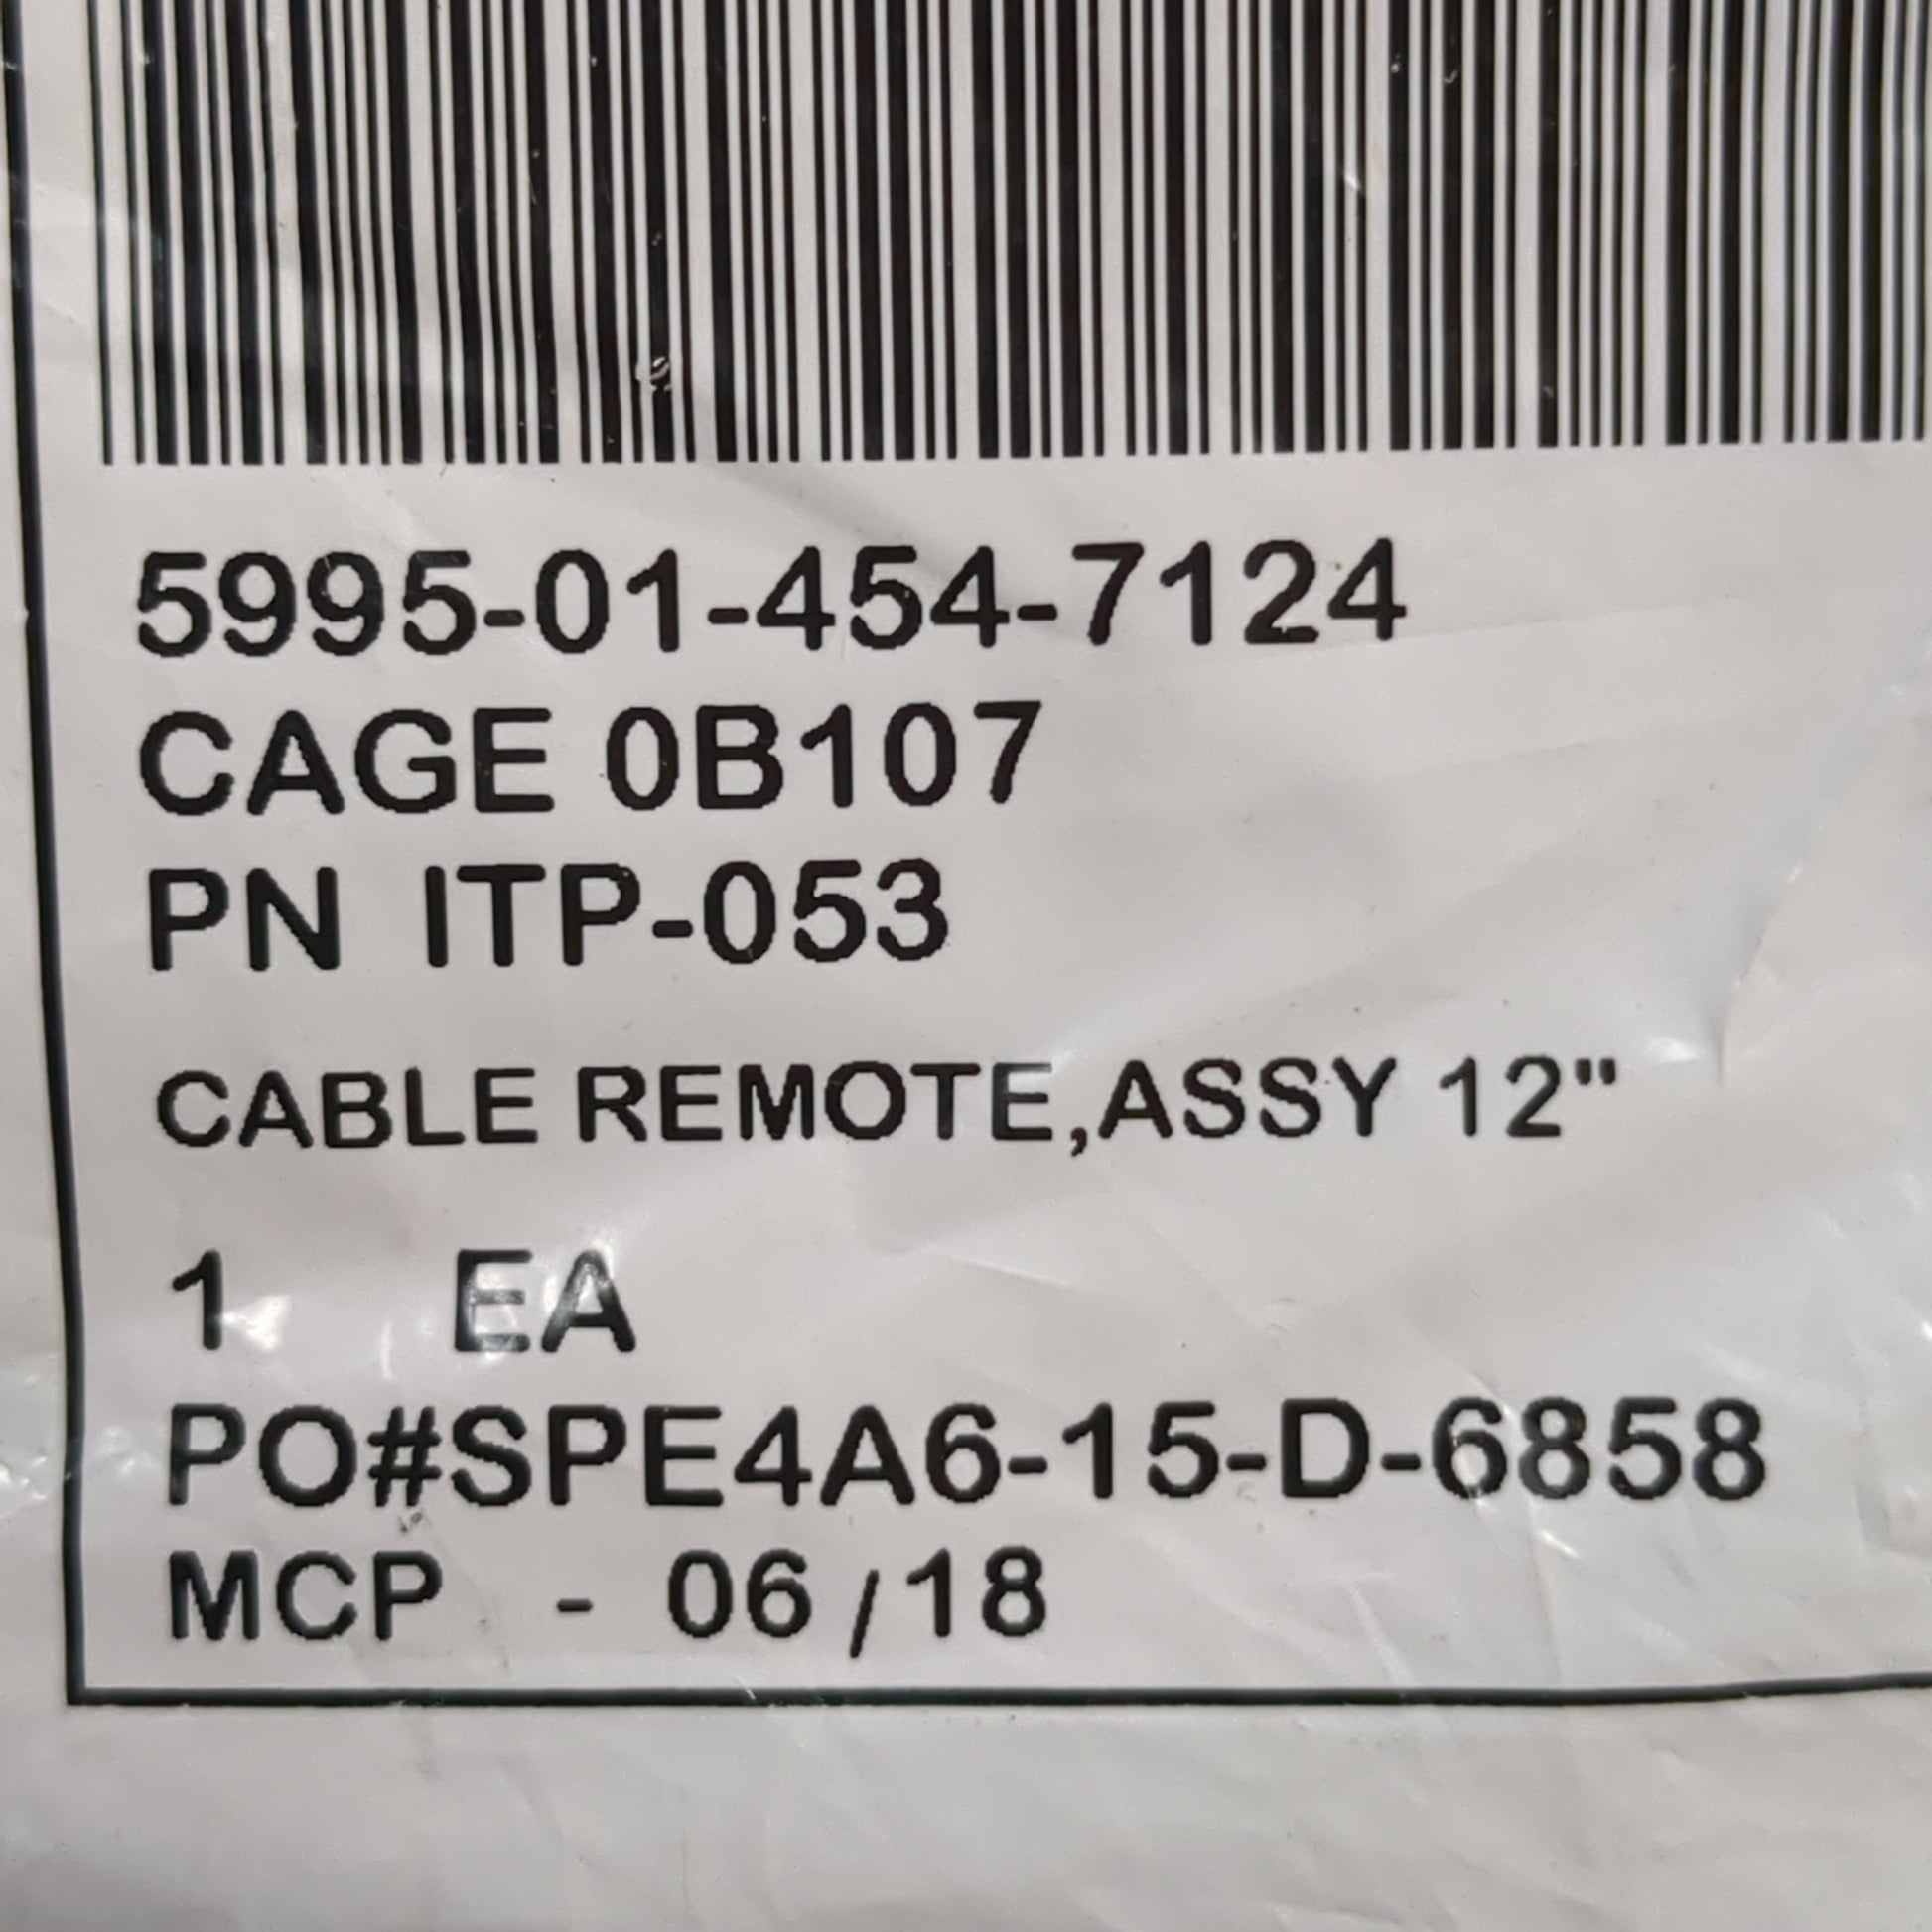 5995-01-454-7124
CAGE 0B107
PN ITP-053
CABLE REMOTE,ASSY 12"
1 EA
PO#SPE4A6-15-D-6858
MCP - 06/18